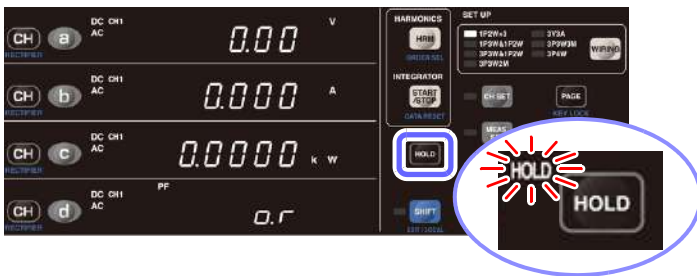 HARMONICS
SET UP
DC CH1
AC
V
CH a
0.00
RECTIFIER
HRM
ORDER SEL
1P2W×3 3V3A
1P3W&1P2W 3P3W3M
3P3W&1P2W 3P4W
3P3W2M
WIRING
INTEGRATOR
DC CH1
AC
A
CH b
0.000
RECTIFIER
START
/STOP
DATA RESET
CH SET
PAGE
KEY LOCK
MEAS
DC CH1
AC
CH c
0.0000 k W
RECTIFIER
HOLD
HOLD
HOLD
DC CH1
AC
PF
CH d
o.r
RECTIFIER
SHIFT